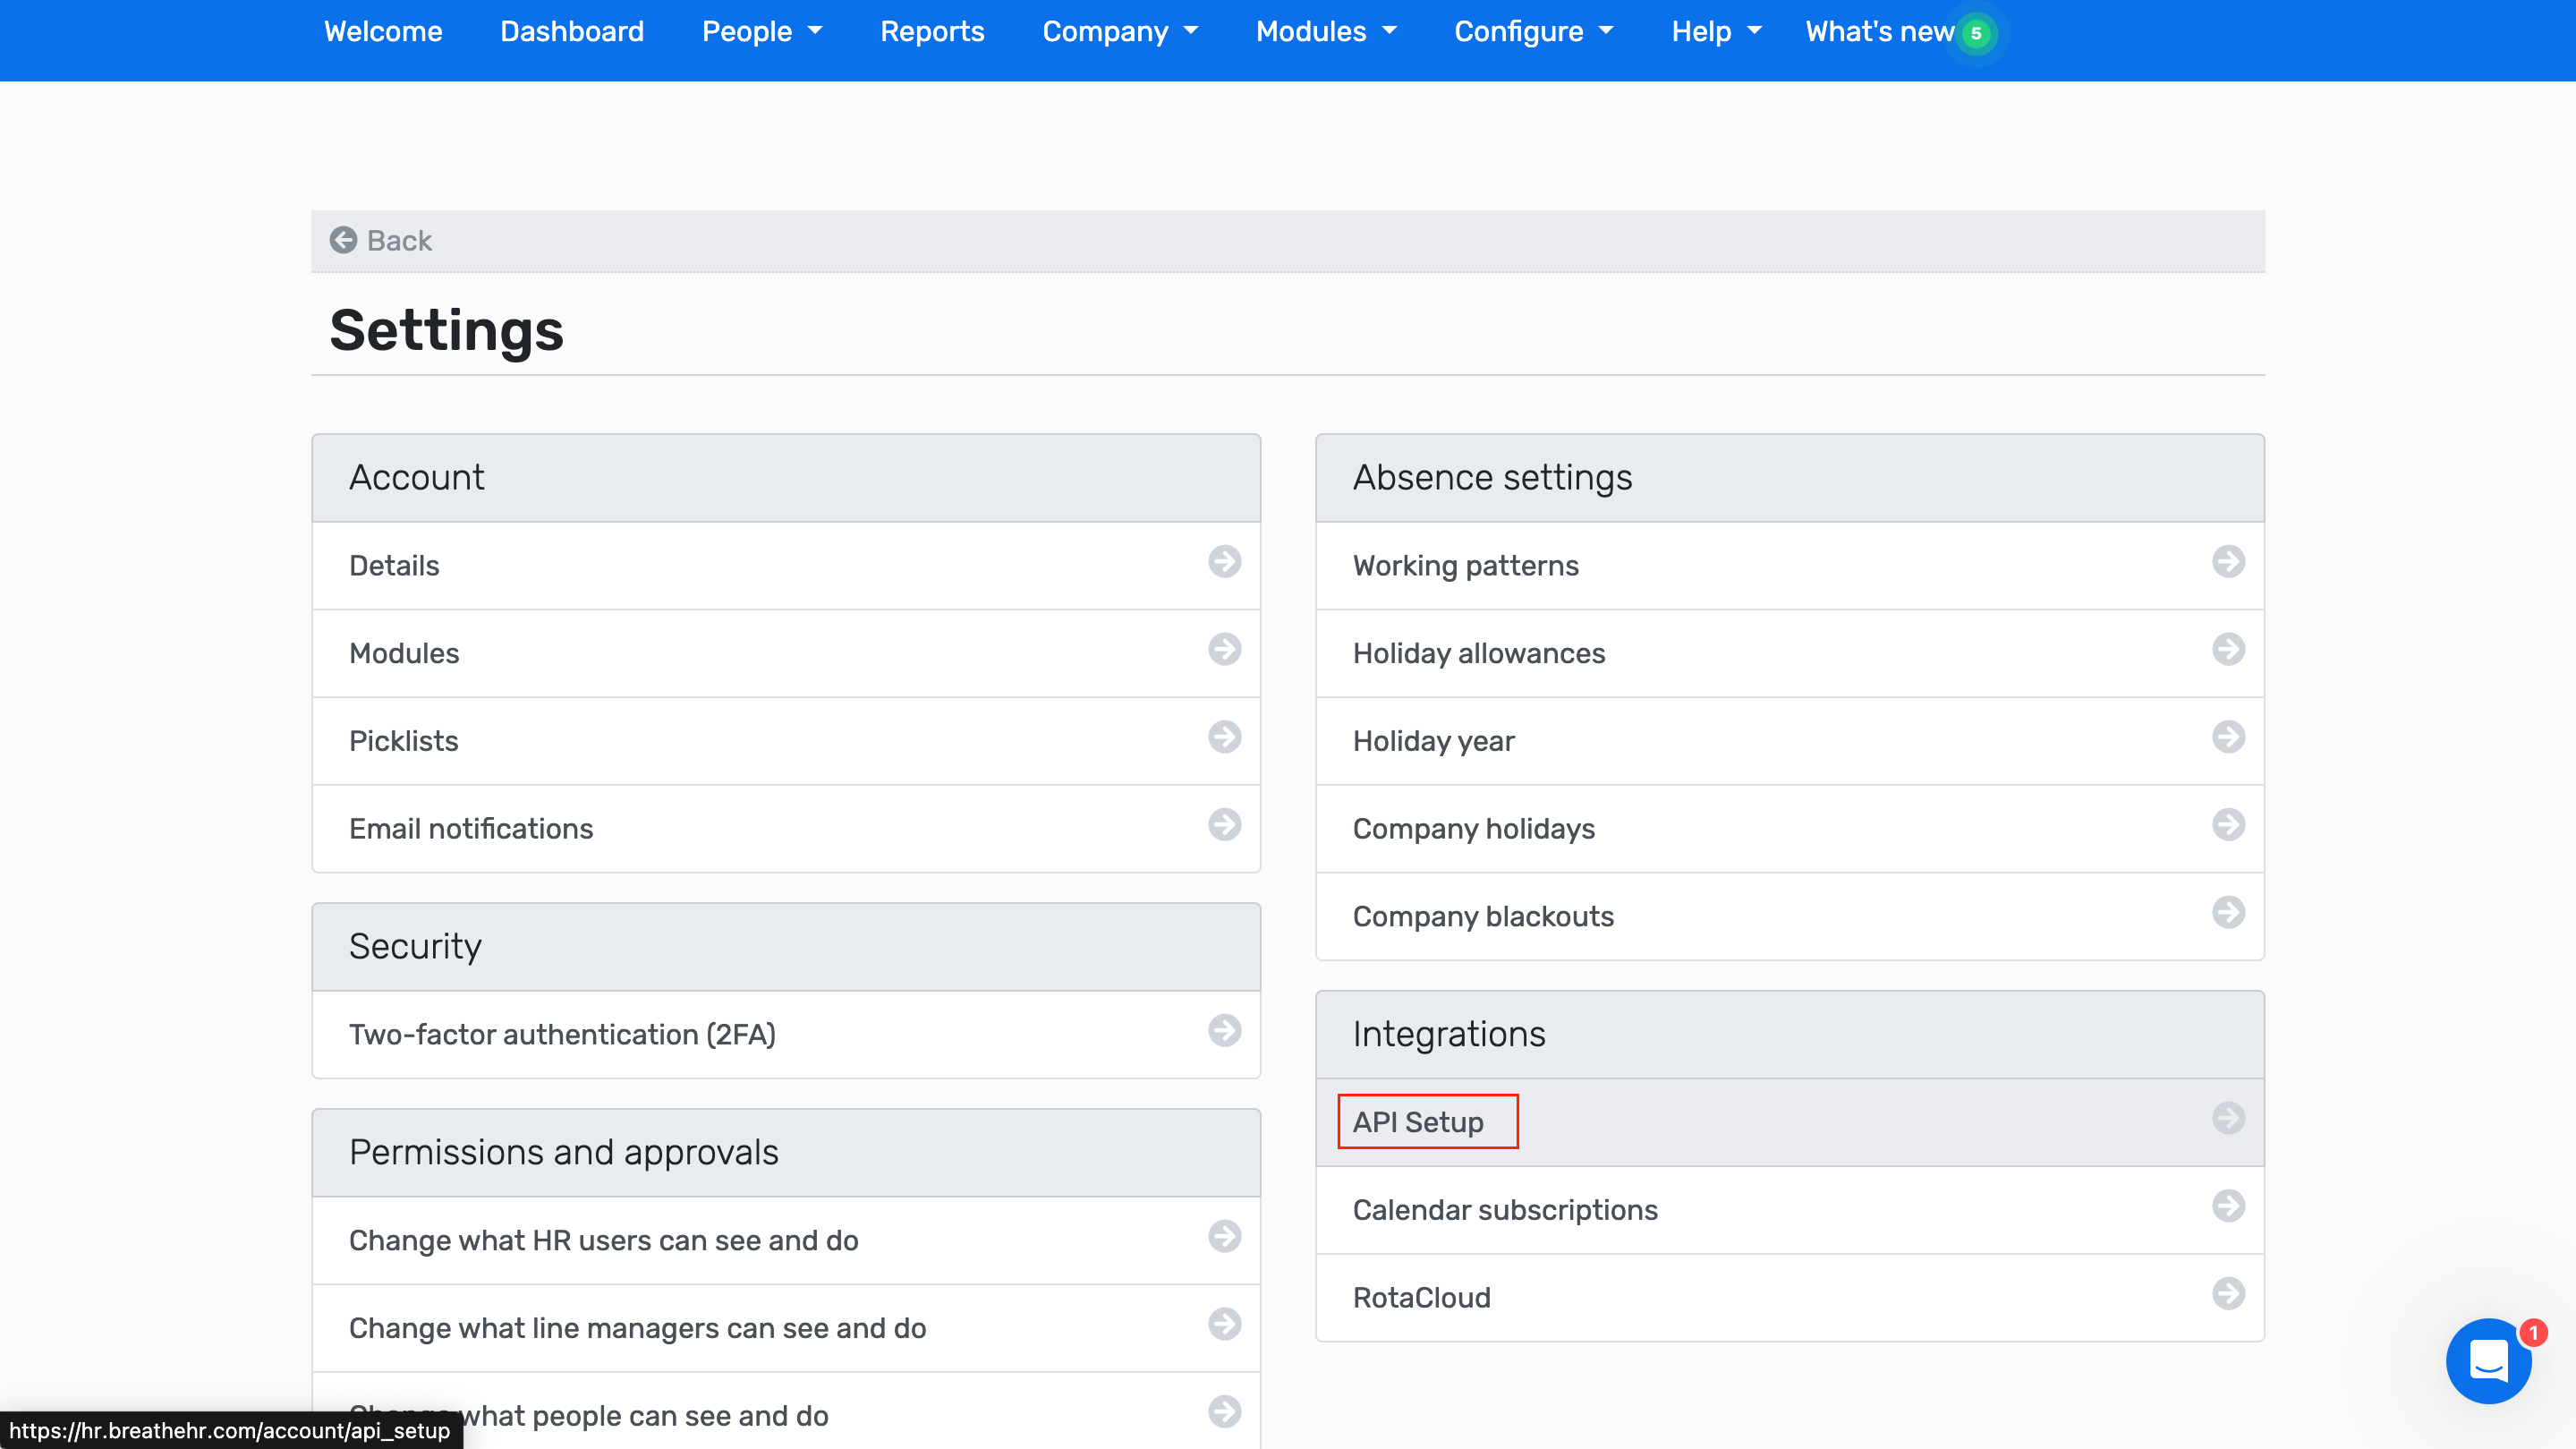 Welcome Dashboard People Reports Company Modules Configure Help What's new 5
Back
Settings
Account
Details
Modules
Picklists
Email notifications
Security
Two-factor authentication (2FA)
Permissions and approvals
Change what HR users can see and do
Change what line managers can see and do
Change what people can see and do
Absence settings
Working patterns
Holiday allowances
Holiday year
Company holidays
Company blackouts
Integrations
API Setup
Calendar subscriptions
RotaCloud
1
https://hr.breathehr.com/account/api_setup